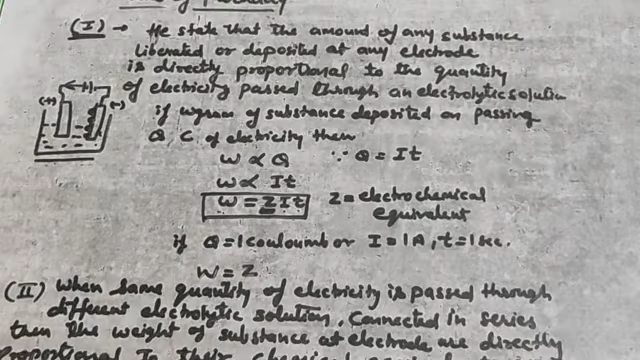 (I) → He state that the amount of any substance
liberated or deposited at any electrode
is directly proportional to the quantity
of electricity passed through an electrolytic solution
(+) (-)
if w gram of substance deposited on passing
Q C of electricity then
W ∝ Q ∵ Q = It
W ∝ It
W = ZIt Z = electrochemical
equivalent
if Q = 1 couloumb or I = 1A, t = 1 sec.
W = Z
(II) When same quantity of electricity is passed through
different electrolytic solution, connected in series
then the weight of substance at electrode are directly
proportional to their chemical